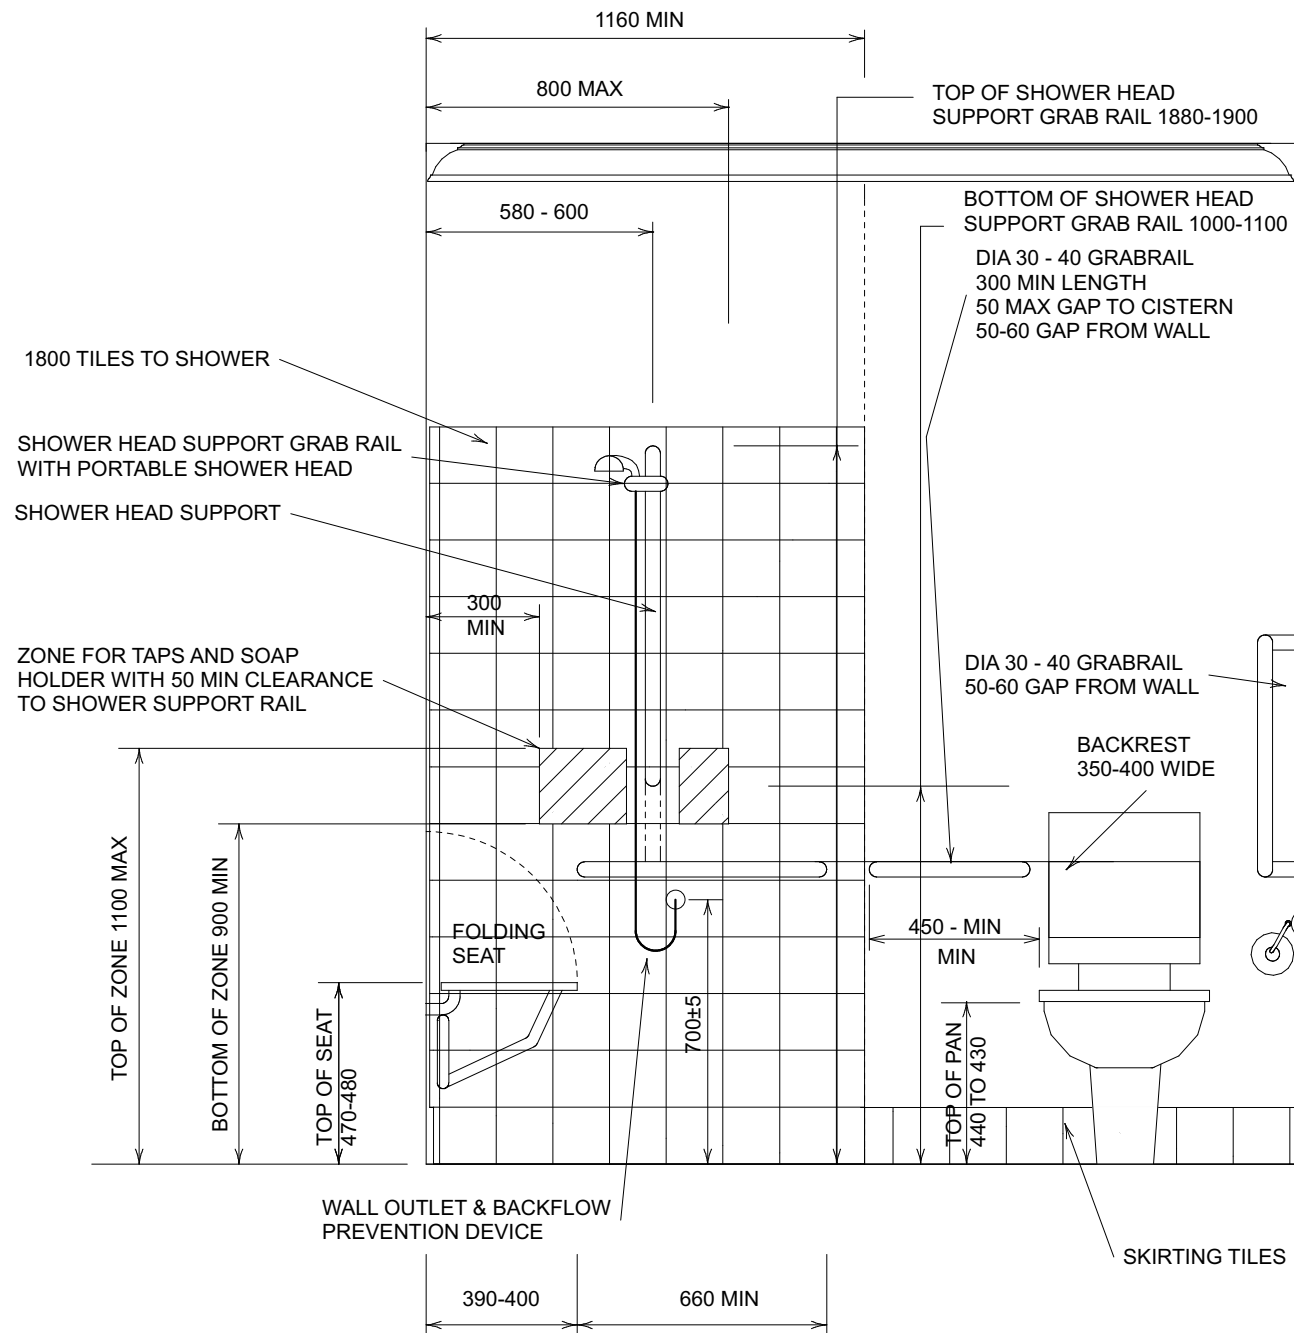 1160 MIN
800 MAX
TOP OF SHOWER HEAD
SUPPORT GRAB RAIL 1880-1900
580 - 600
BOTTOM OF SHOWER HEAD
SUPPORT GRAB RAIL 1000-1100
DIA 30 - 40 GRABRAIL
300 MIN LENGTH
50 MAX GAP TO CISTERN
50-60 GAP FROM WALL
1800 TILES TO SHOWER
SHOWER HEAD SUPPORT GRAB RAIL
WITH PORTABLE SHOWER HEAD
SHOWER HEAD SUPPORT
300
MIN
ZONE FOR TAPS AND SOAP
HOLDER WITH 50 MIN CLEARANCE
TO SHOWER SUPPORT RAIL
DIA 30 - 40 GRABRAIL
50-60 GAP FROM WALL
BACKREST
350-400 WIDE
TOP OF ZONE 1100 MAX
BOTTOM OF ZONE 900 MIN
FOLDING
SEAT
450 - MIN
MIN
TOP OF SEAT
470-480
700±5
TOP OF PAN
440 TO 430
WALL OUTLET & BACKFLOW
PREVENTION DEVICE
SKIRTING TILES
390-400
660 MIN